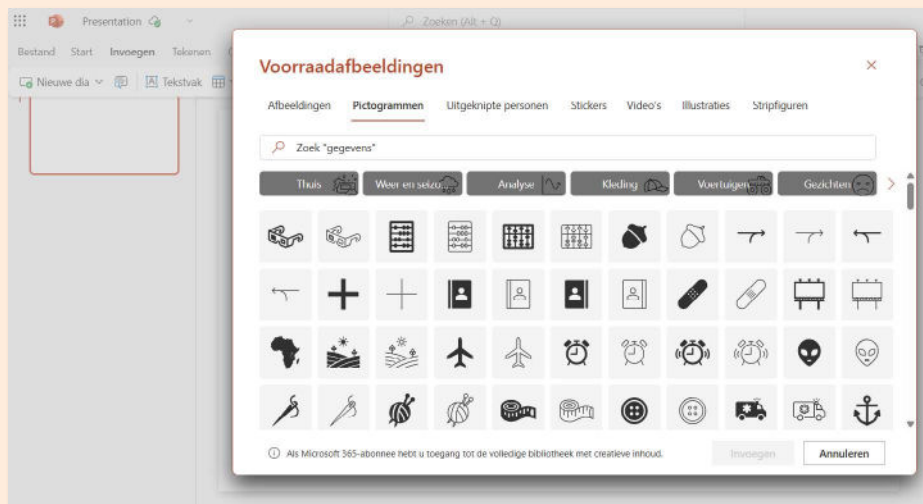 Presentation
Zoeken (Alt + Q)
Bestand Start Invoegen Tekenen
Nieuwe dia Tekstvak
Voorraadafbeeldingen
Afbeeldingen Pictogrammen Uitgeknipte personen Stickers Video's Illustraties Stripfiguren
Zoek "gegevens"
Thuis Weer en seizo Analyse Kleding Voertuigen Gezichten
Als Microsoft 365-abonnee hebt u toegang tot de volledige bibliotheek met creatieve inhoud.
Invoegen Annuleren